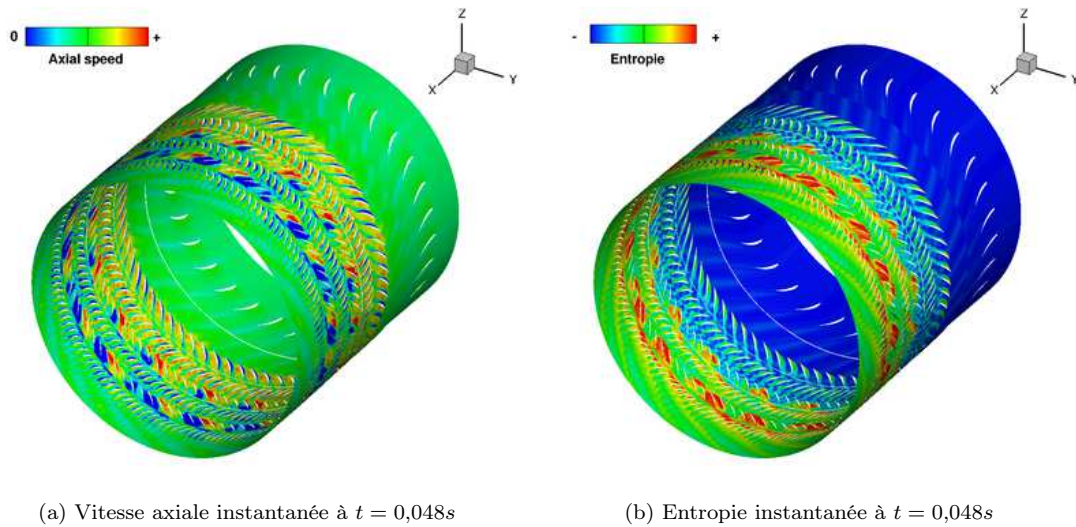 0 +
Axial speed
Z
X Y
- +
Entropie
Z
X Y
(a) Vitesse axiale instantanée à t = 0,048s
(b) Entropie instantanée à t = 0,048s